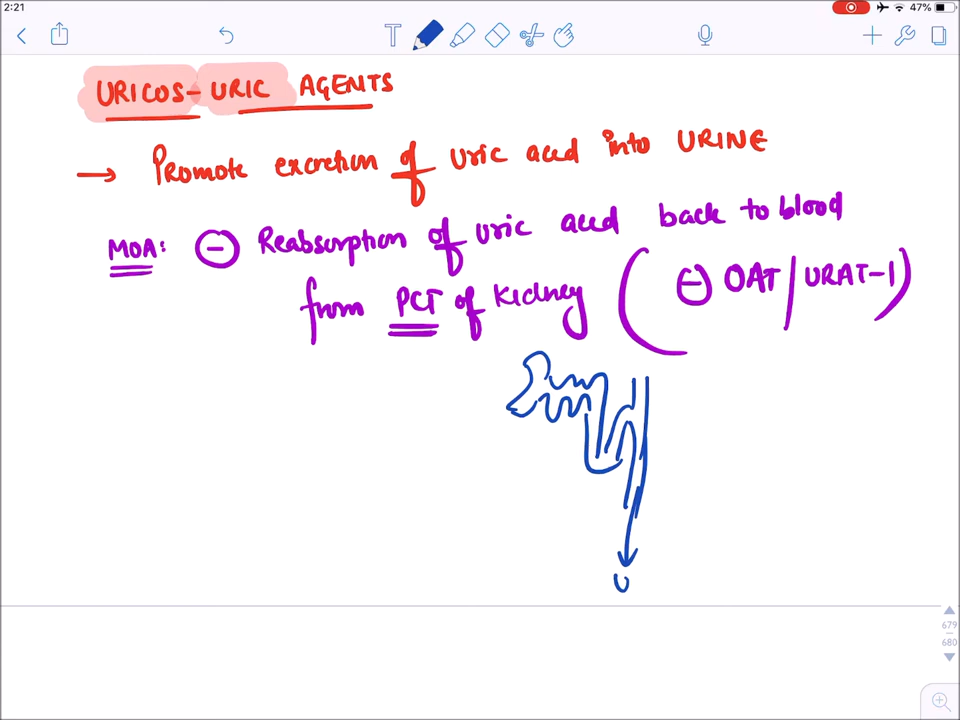 2:21
47%
T
URICOS-URIC AGENTS
→ Promote excretion of uric acid into URINE
MOA: ⊖ Reabsorption of uric acid back to blood
from PCT of kidney (⊖ OAT/URAT-1)
U
679
680